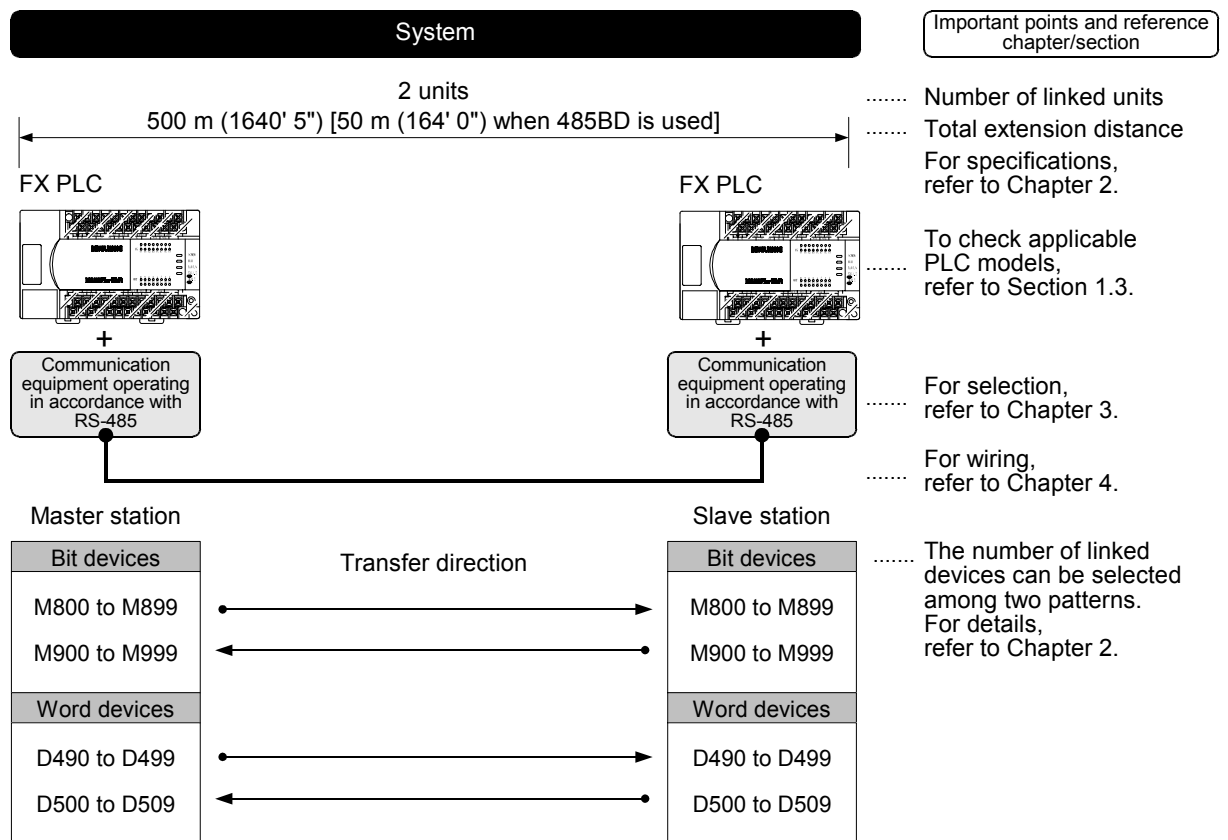 System
Important points and reference
chapter/section
2 units
500 m (1640' 5") [50 m (164' 0") when 485BD is used]
Number of linked units
Total extension distance
For specifications,
refer to Chapter 2.
FX PLC
FX PLC
To check applicable
PLC models,
refer to Section 1.3.
+
+
Communication
equipment operating
in accordance with
RS-485
Communication
equipment operating
in accordance with
RS-485
For selection,
refer to Chapter 3.
For wiring,
refer to Chapter 4.
Master station
Slave station
Bit devices
Transfer direction
Bit devices
The number of linked
devices can be selected
among two patterns.
For details,
refer to Chapter 2.
M800 to M899
M800 to M899
M900 to M999
M900 to M999
Word devices
Word devices
D490 to D499
D490 to D499
D500 to D509
D500 to D509